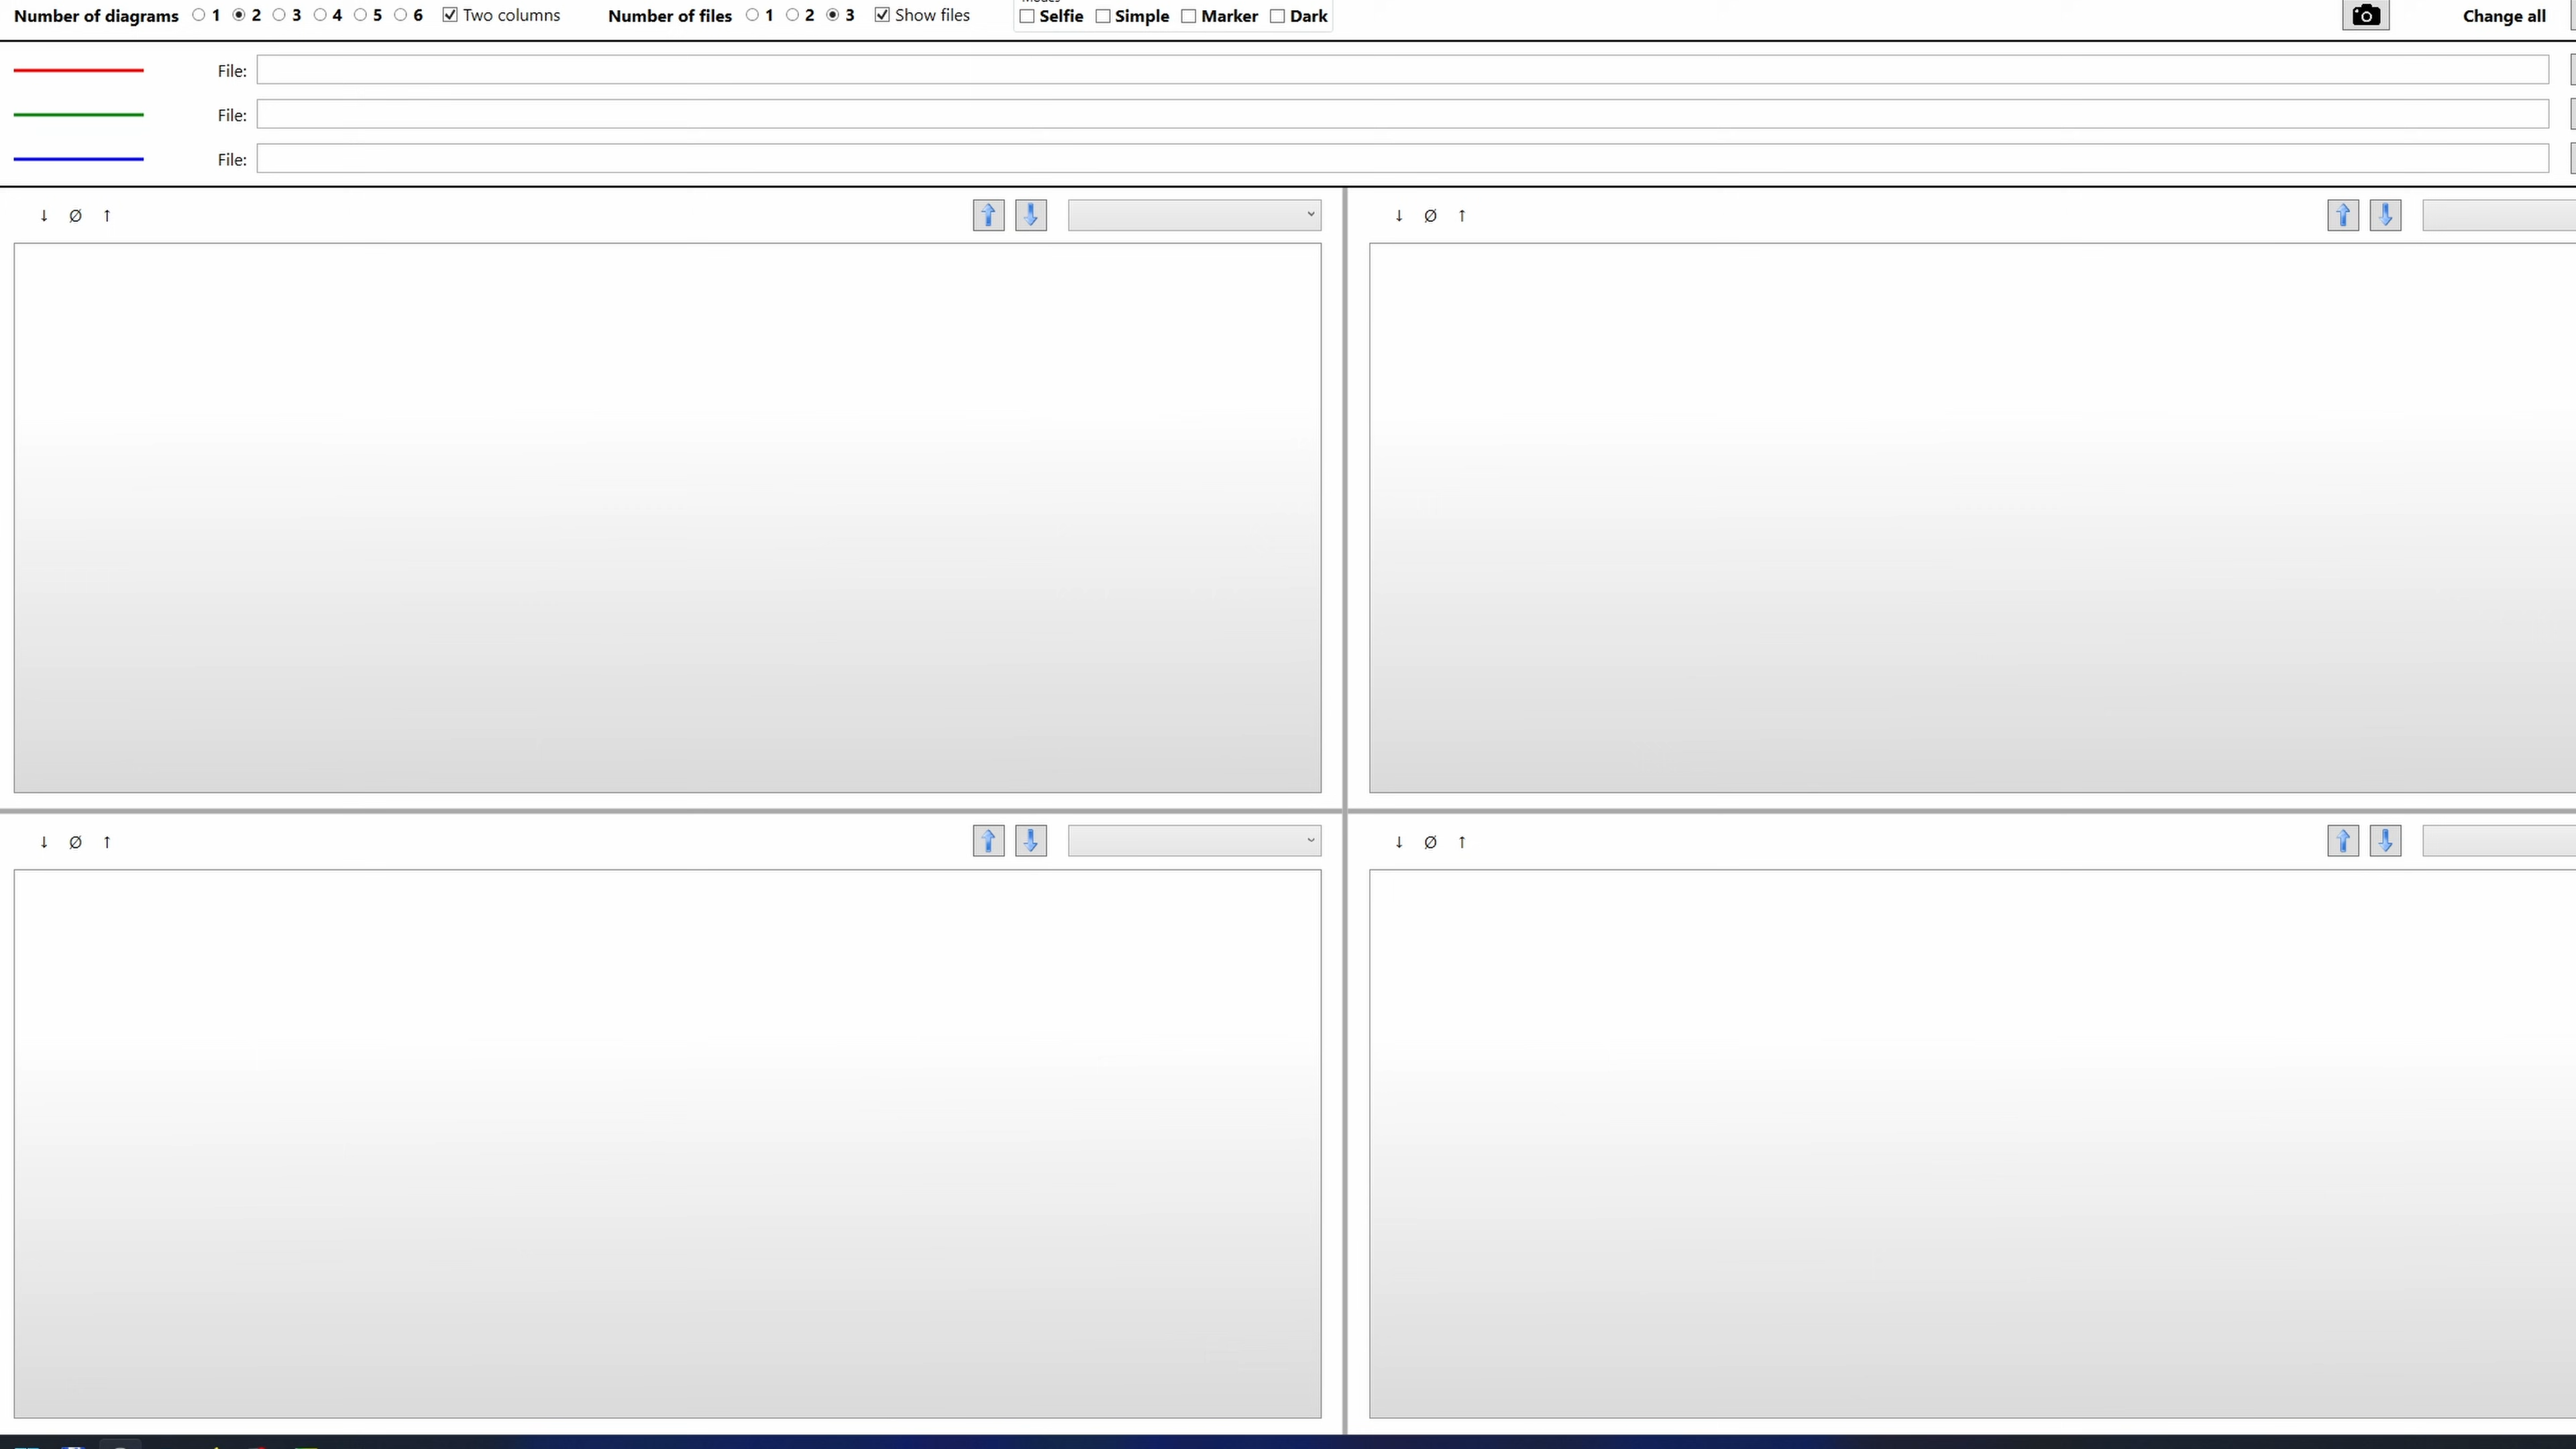 Number of diagrams 1 2 3 4 5 6 Two columns Number of files 1 2 3 Show files Selfie Simple Marker Dark Change all
File:
File:
File:
↓ Ø ↑ ↓ Ø ↑
↓ Ø ↑ ↓ Ø ↑